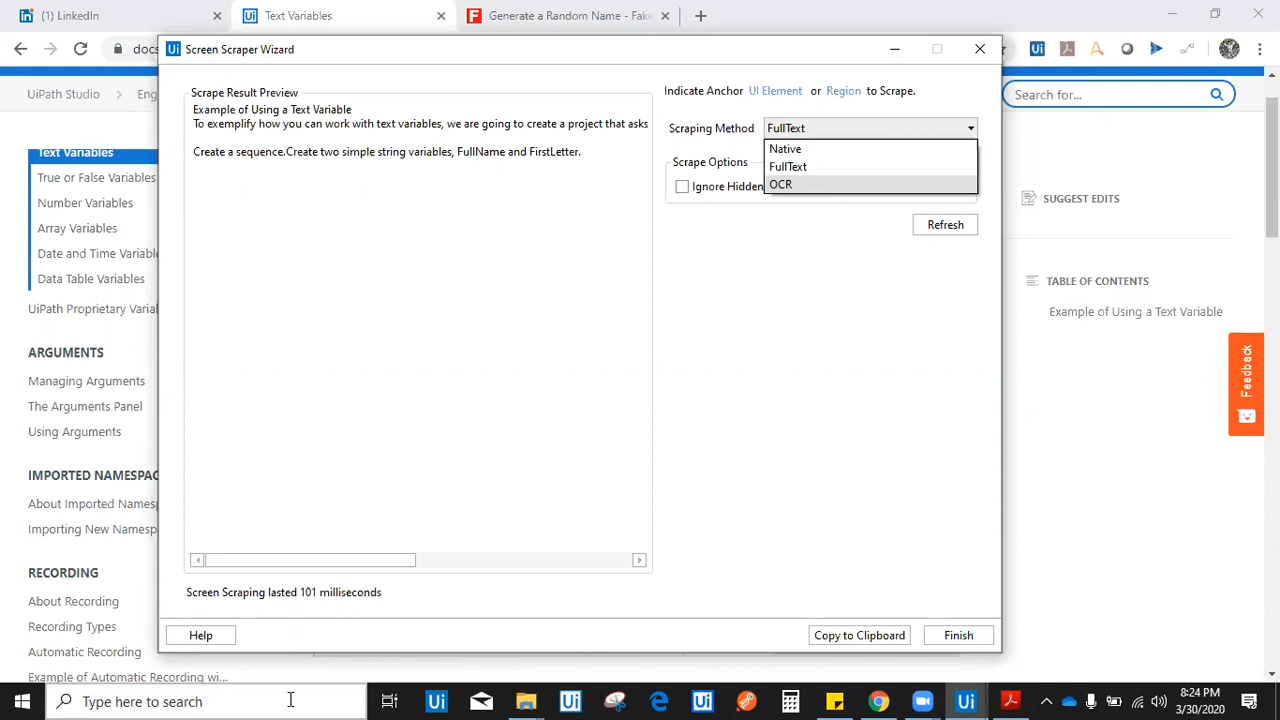 (1) LinkedIn
Text Variables
Generate a Random Name - Fak
docs
UiPath Studio
Eng
Search for...
Text Variables
True or False Variables
Number Variables
Array Variables
Date and Time Variable
Data Table Variables
UiPath Proprietary Varial
ARGUMENTS
Managing Arguments
The Arguments Panel
Using Arguments
IMPORTED NAMESPAC
About Imported Namesp
Importing New Namesp
RECORDING
About Recording
Recording Types
Automatic Recording
Example of Automatic Recording wi...
Ui Screen Scraper Wizard
Scrape Result Preview
Example of Using a Text Variable
To exemplify how you can work with text variables, we are going to create a project that asks
Create a sequence.Create two simple string variables, FullName and FirstLetter.
Screen Scraping lasted 101 milliseconds
Indicate Anchor UI Element or Region to Scrape.
Scraping Method FullText
Native
FullText
OCR
Scrape Options
Ignore Hidden
Refresh
Help
Copy to Clipboard
Finish
SUGGEST EDITS
TABLE OF CONTENTS
Example of Using a Text Variable
Feedback
Type here to search
8:24 PM
3/30/2020